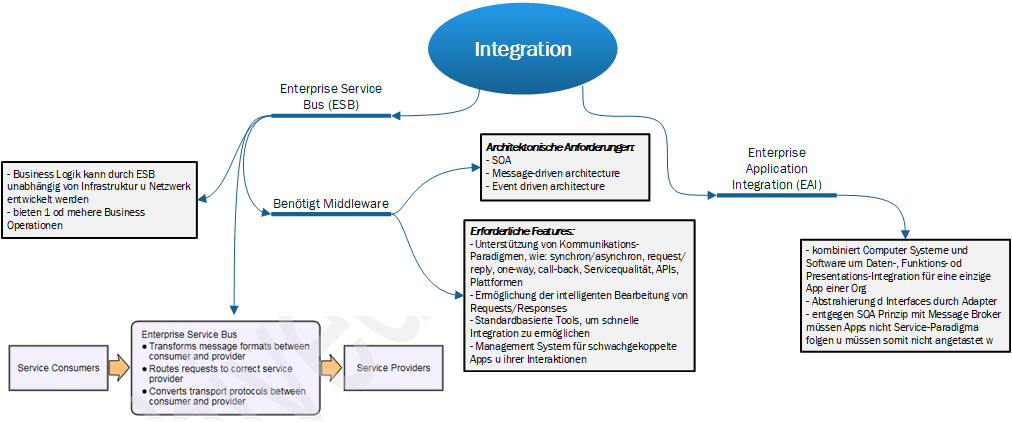 Integration
Enterprise Service
Bus (ESB)
- Business Logik kann durch ESB
unabhängig von Infrastruktur u Netzwerk
entwickelt werden
- bieten 1 od mehere Business
Operationen
Benötigt Middleware
Architektonische Anforderungen:
- SOA
- Message-driven architecture
- Event driven architecture
Erforderliche Features:
- Unterstützung von Kommunikations-
Paradigmen, wie: synchron/asynchron, request/
reply, one-way, call-back, Servicequalität, APIs,
Plattformen
- Ermöglichung der intelligenten Bearbeitung von
Requests/Responses
- Standardbasierte Tools, um schnelle
Integration zu ermöglichen
- Management System für schwachgekoppelte
Apps u ihrer Interaktionen
Enterprise
Application
Integration (EAI)
- kombiniert Computer Systeme und
Software um Daten-, Funktions- od
Presentations-Integration für eine einzige
App einer Org
- Abstrahierung d Interfaces durch Adapter
- entgegen SOA Prinzip mit Message Broker
müssen Apps nicht Service-Paradigma
folgen u müssen somit nicht angetastet w
Service Consumers
Enterprise Service Bus
● Transforms message formats between
consumer and provider
● Routes requests to correct service
provider
● Converts transport protocols between
consumer and provider
Service Providers